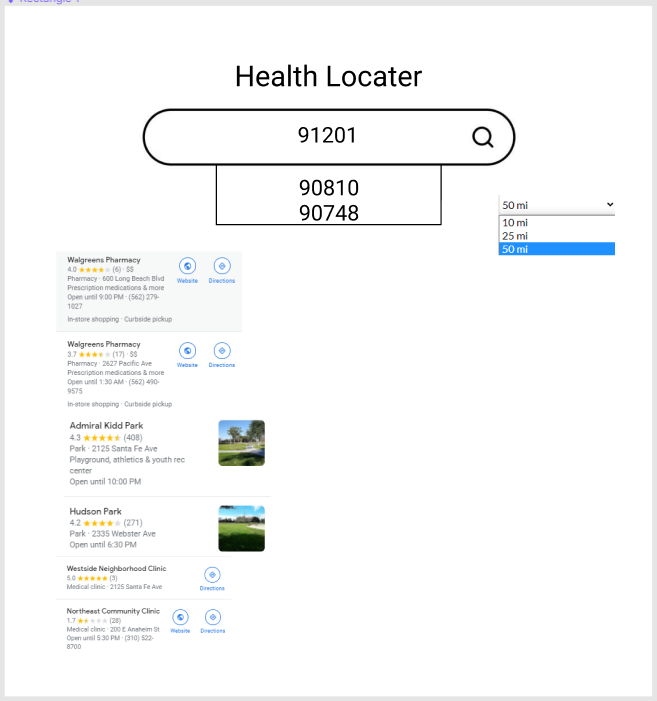 Rectangle 1
Health Locater
91201
90810
90748
50 mi
10 mi
25 mi
50 mi
Walgreens Pharmacy
4.0 ★★★★★ (6) · $$
Pharmacy · 600 Long Beach Blvd
Prescription medications & more
Open until 9:00 PM · (562) 279-
1027
In-store shopping · Curbside pickup
Website
Directions
Walgreens Pharmacy
3.7 ★★★★★ (17) · $$
Pharmacy · 2627 Pacific Ave
Prescription medications & more
Open until 1:30 AM · (562) 490-
9575
In-store shopping · Curbside pickup
Website
Directions
Admiral Kidd Park
4.3 ★★★★★ (408)
Park · 2125 Santa Fe Ave
Playground, athletics & youth rec
center
Open until 10:00 PM
Hudson Park
4.2 ★★★★★ (271)
Park · 2335 Webster Ave
Open until 6:30 PM
Westside Neighborhood Clinic
5.0 ★★★★★ (3)
Medical clinic · 2125 Santa Fe Ave
Directions
Northeast Community Clinic
1.7 ★★★★★ (28)
Medical clinic · 200 E Anaheim St
Open until 5:30 PM · (310) 522-
8700
Website
Directions